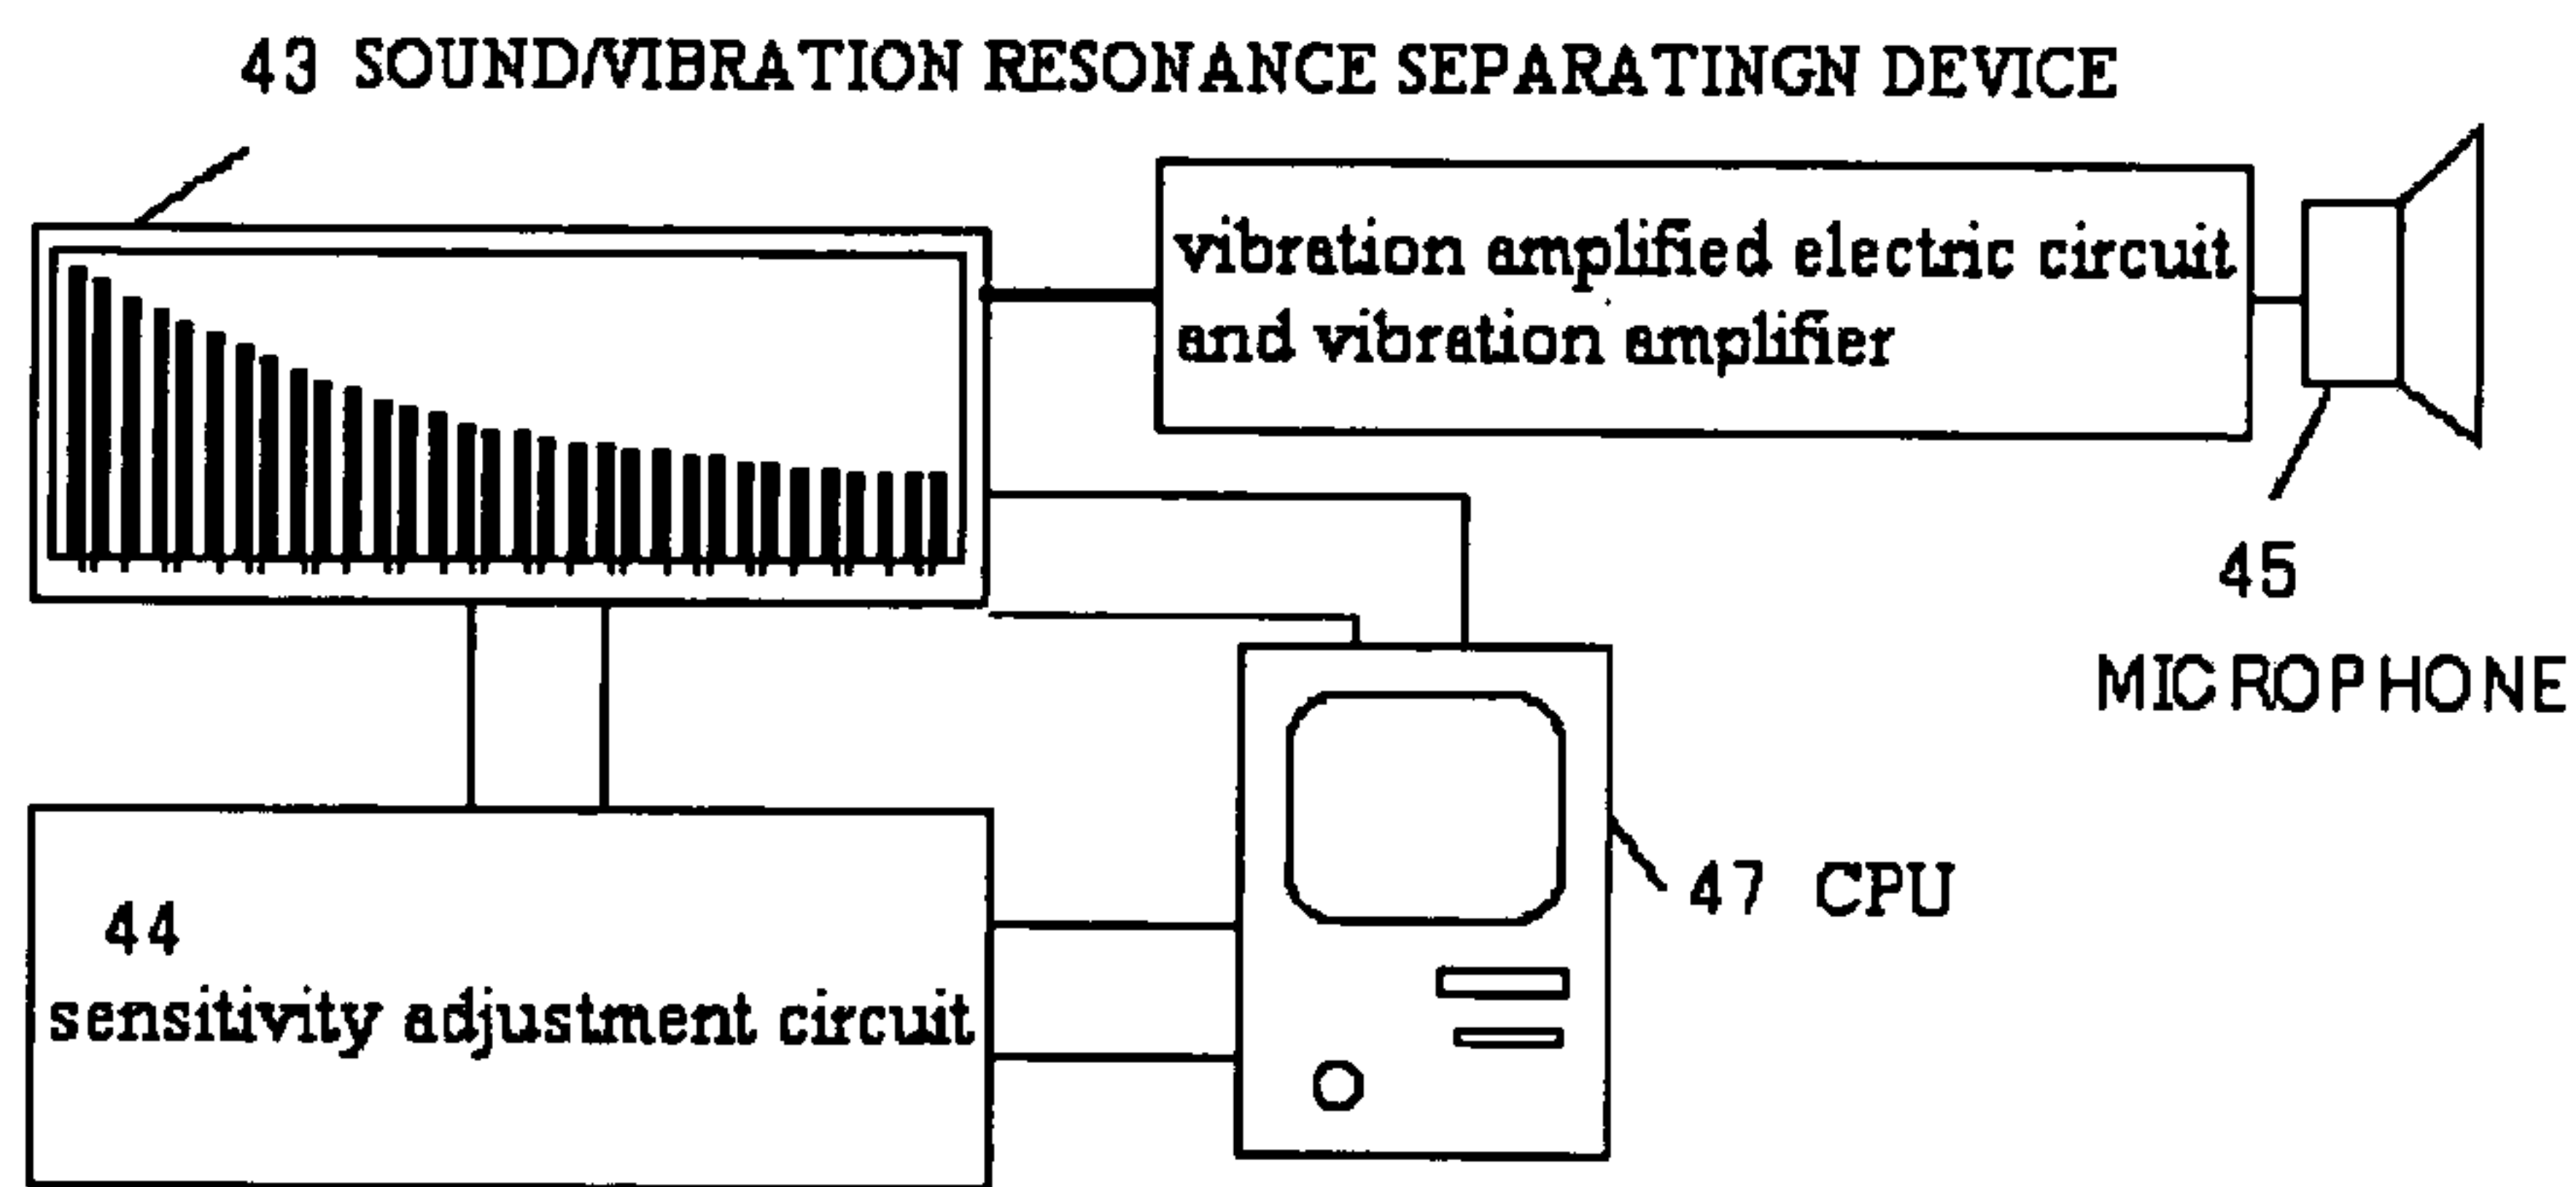 43 SOUND/VIBRATION RESONANCE SEPARATINGN DEVICE
vibration amplified electric circuit
and vibration amplifier
45
MICROPHONE
47 CPU
44
sensitivity adjustment circuit